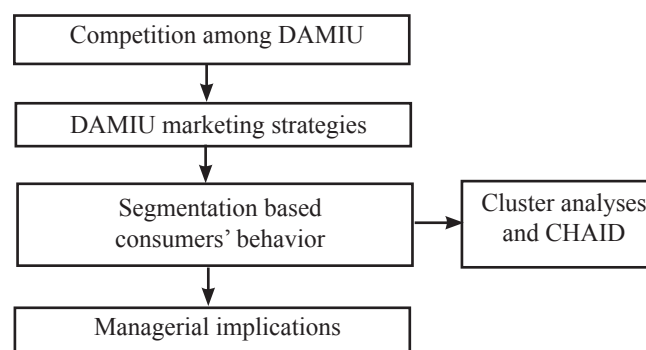 Competition among DAMIU
DAMIU marketing strategies
Segmentation based
consumers’ behavior
Cluster analyses
and CHAID
Managerial implications